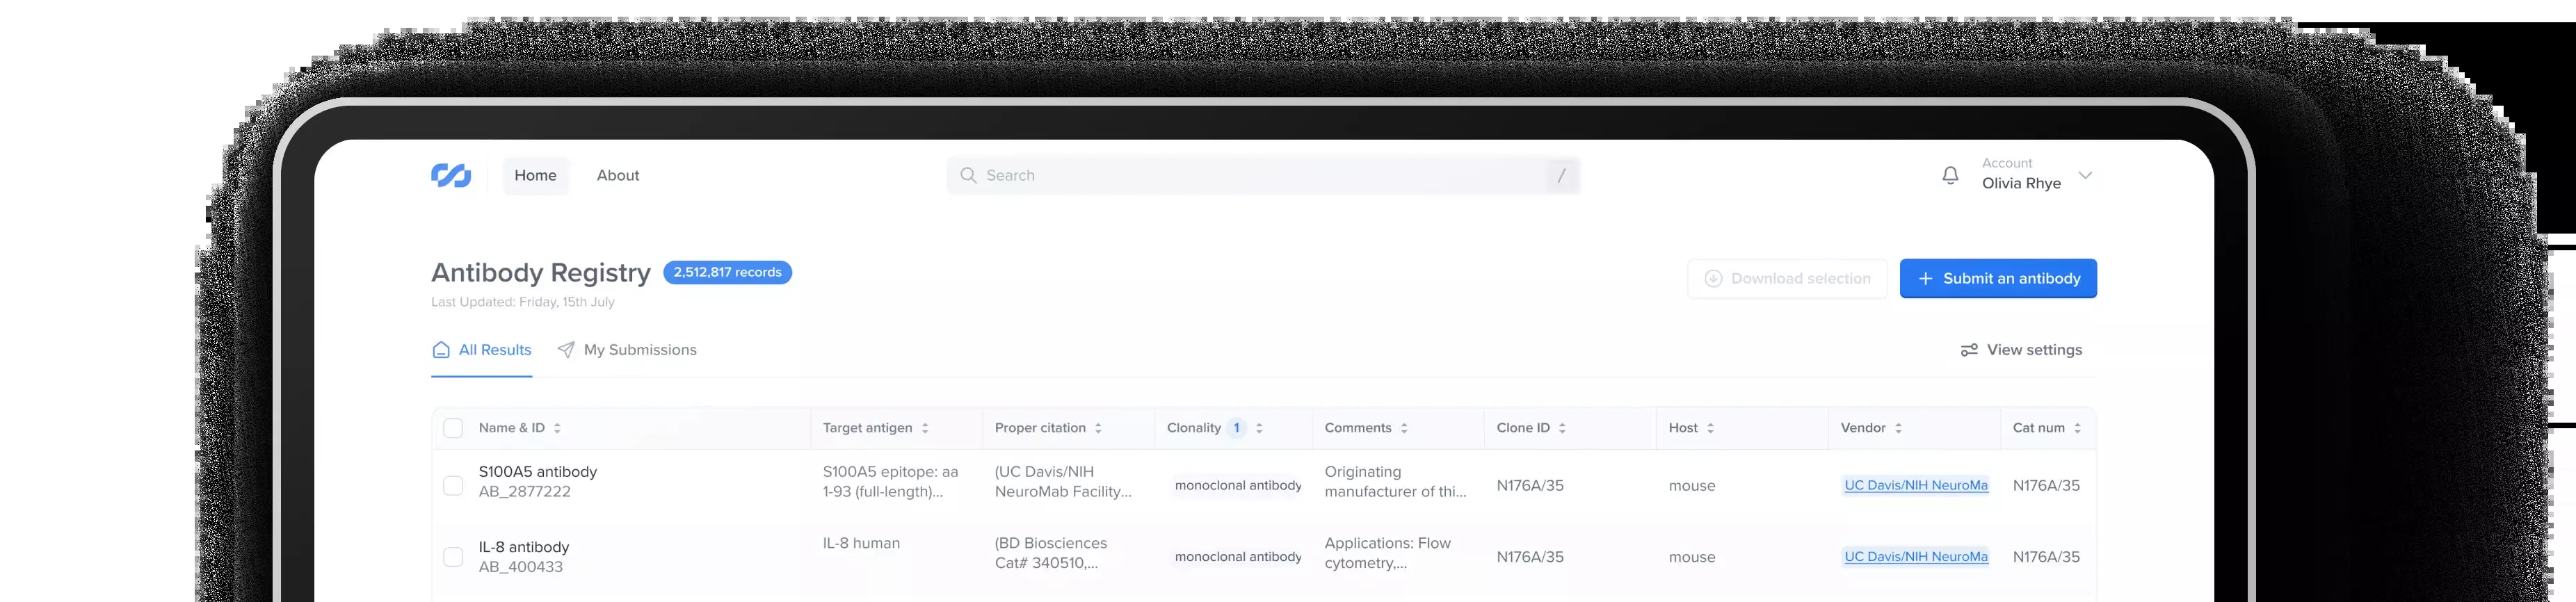 Home
About
Search
/
Account
Olivia Rhye
Antibody Registry
2,512,817 records
Last Updated: Friday, 15th July
Download selection
+ Submit an antibody
All Results
My Submissions
View settings
Name & ID
Target antigen
Proper citation
Clonality 1
Comments
Clone ID
Host
Vendor
Cat num
S100A5 antibody
AB_2877222
S100A5 epitope: aa
1-93 (full-length)...
(UC Davis/NIH
NeuroMab Facility...
monoclonal antibody
Originating
manufacturer of thi...
N176A/35
mouse
UC Davis/NIH NeuroMa
N176A/35
IL-8 antibody
AB_400433
IL-8 human
(BD Biosciences
Cat# 340510,...
monoclonal antibody
Applications: Flow
cytometry,...
N176A/35
mouse
UC Davis/NIH NeuroMa
N176A/35